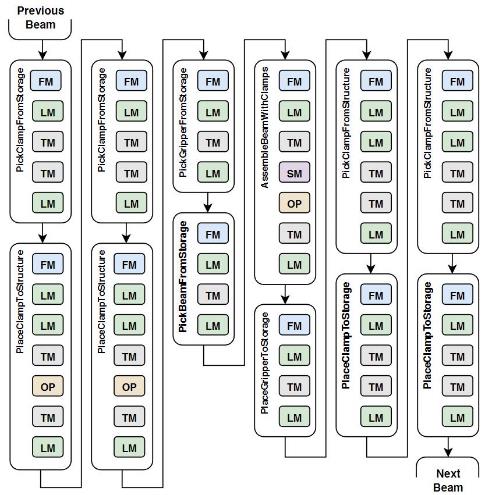 Previous
Beam
PickClampFromStorage
FM
LM
TM
TM
LM
PlaceClampToStructure
FM
LM
LM
TM
OP
TM
LM
PickClampFromStorage
FM
LM
TM
TM
LM
PlaceClampToStructure
FM
LM
LM
TM
OP
TM
LM
PickGripperFromStorage
FM
LM
TM
LM
PickBeamFromStorage
FM
LM
TM
LM
AssembleBeamWithClamps
FM
LM
TM
SM
OP
TM
LM
PlaceGripperToStorage
FM
LM
TM
LM
PickClampFromStructure
FM
LM
TM
TM
TM
LM
PlaceClampToStorage
FM
LM
TM
TM
LM
PickClampFromStructure
FM
LM
TM
TM
TM
LM
PlaceClampToStorage
FM
LM
TM
TM
LM
Next
Beam